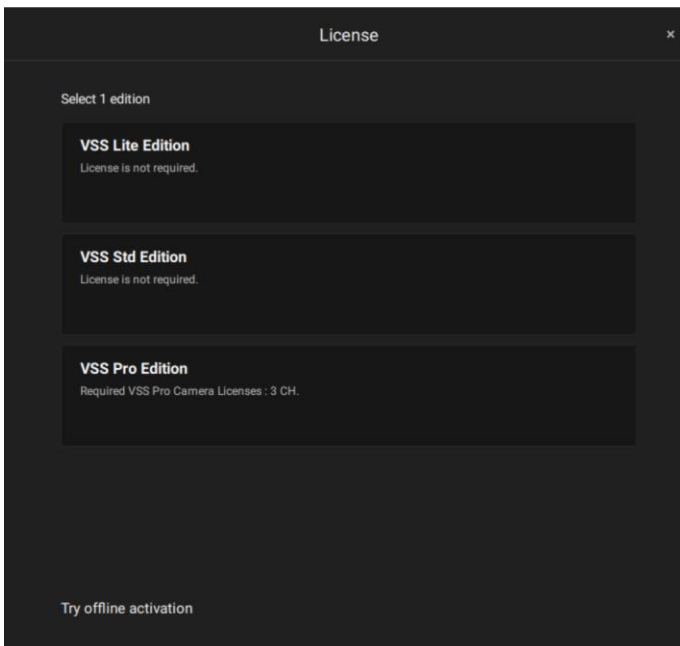 License
×
Select 1 edition
VSS Lite Edition
License is not required.
VSS Std Edition
License is not required.
VSS Pro Edition
Required VSS Pro Camera Licenses : 3 CH.
Try offline activation